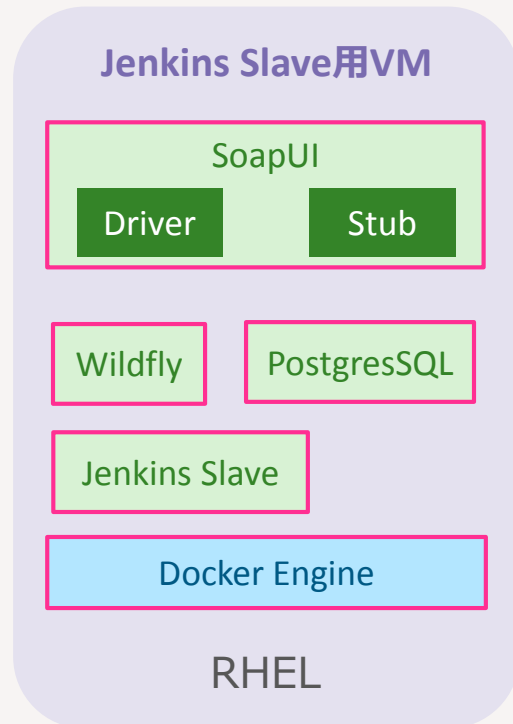 Jenkins Slave用VM
SoapUI
Driver
Stub
Wildfly
PostgresSQL
Jenkins Slave
Docker Engine
RHEL